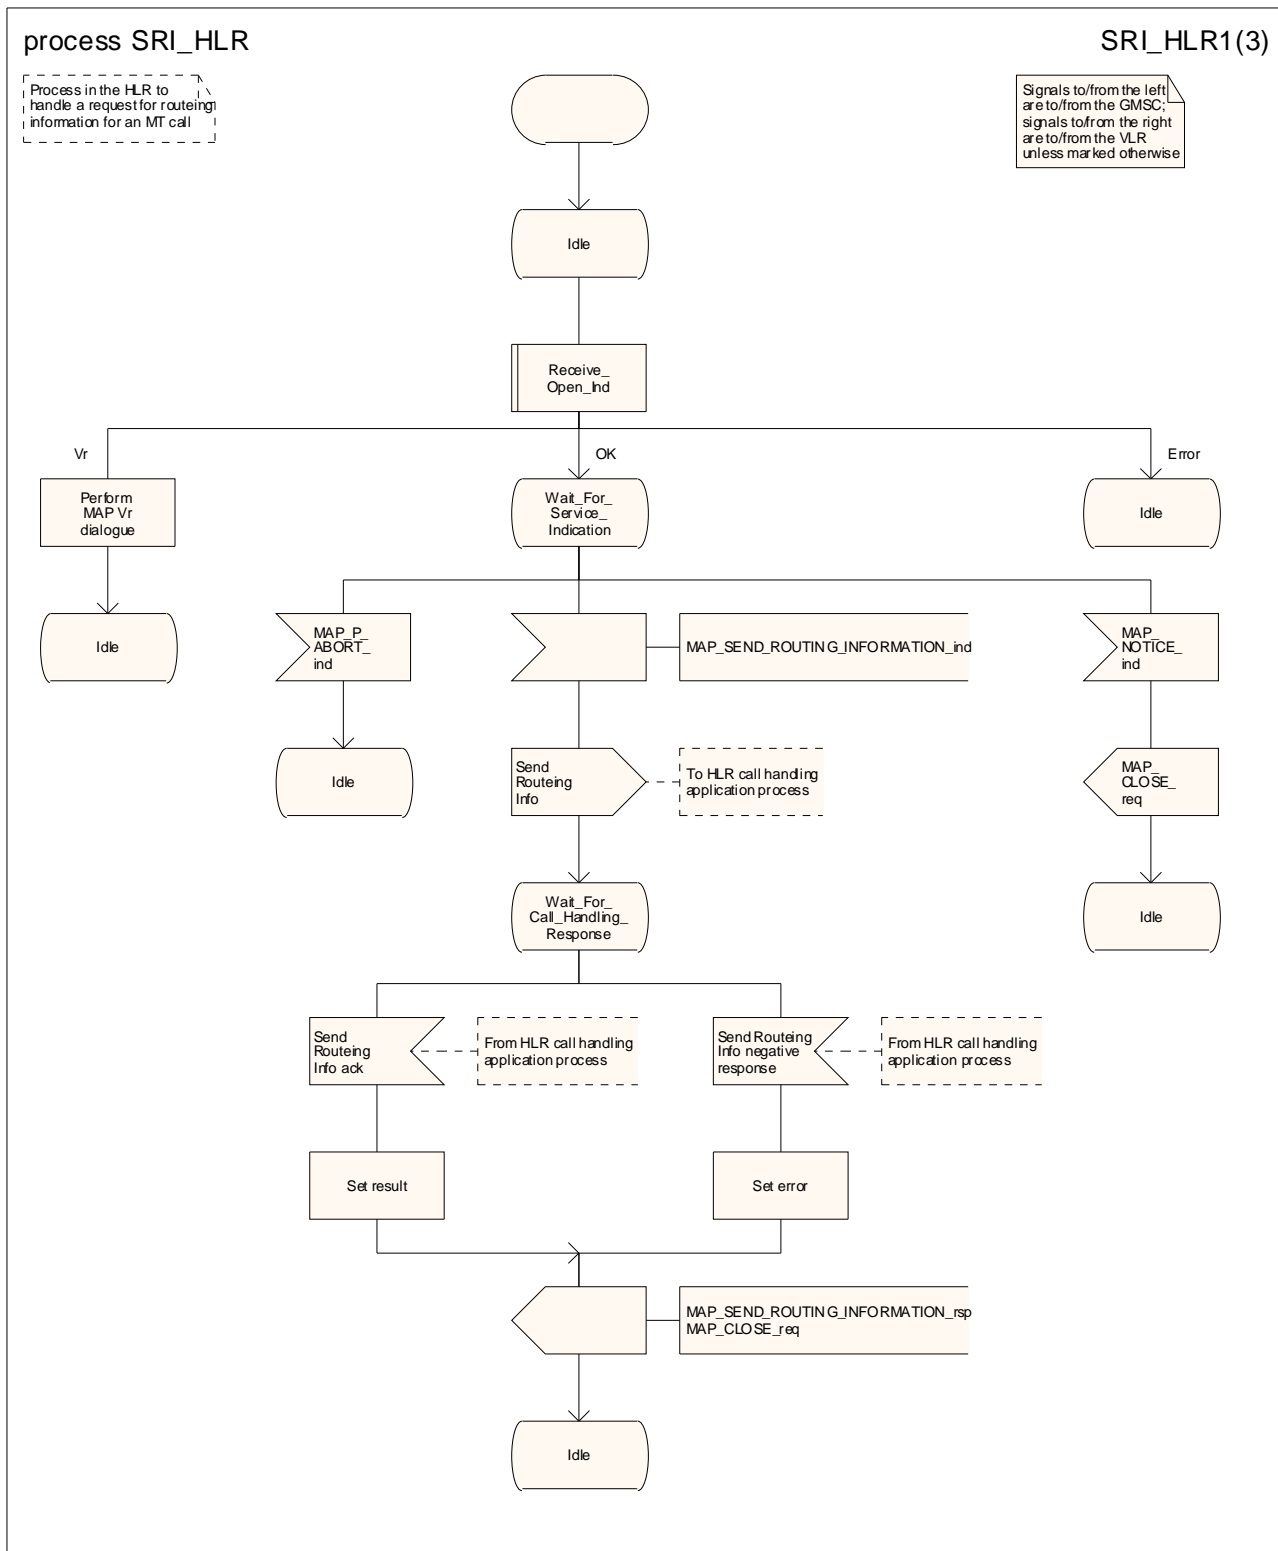 process SRI_HLR
SRI_HLR1(3)
Process in the HLR to
handle a request for routeing
information for an MT call
Signals to/from the left
are to/from the GMSC;
signals to/from the right
are to/from the VLR
unless marked otherwise
Idle
Receive_
Open_Ind
Vr
OK
Error
Perform
MAP Vr
dialogue
Wait_For_
Service_
Indication
Idle
Idle
MAP_P_
ABORT_
ind
MAP_SEND_ROUTING_INFORMATION_ind
MAP_
NOTICE_
ind
Idle
Send
Routeing
Info
To HLR call handling
application process
MAP_
CLOSE_
req
Wait_For_
Call_Handling_
Response
Idle
Send
Routeing
Info ack
From HLR call handling
application process
Send Routeing
Info negative
response
From HLR call handling
application process
Set result
Set error
MAP_SEND_ROUTING_INFORMATION_rsp
MAP_CLOSE_req
Idle